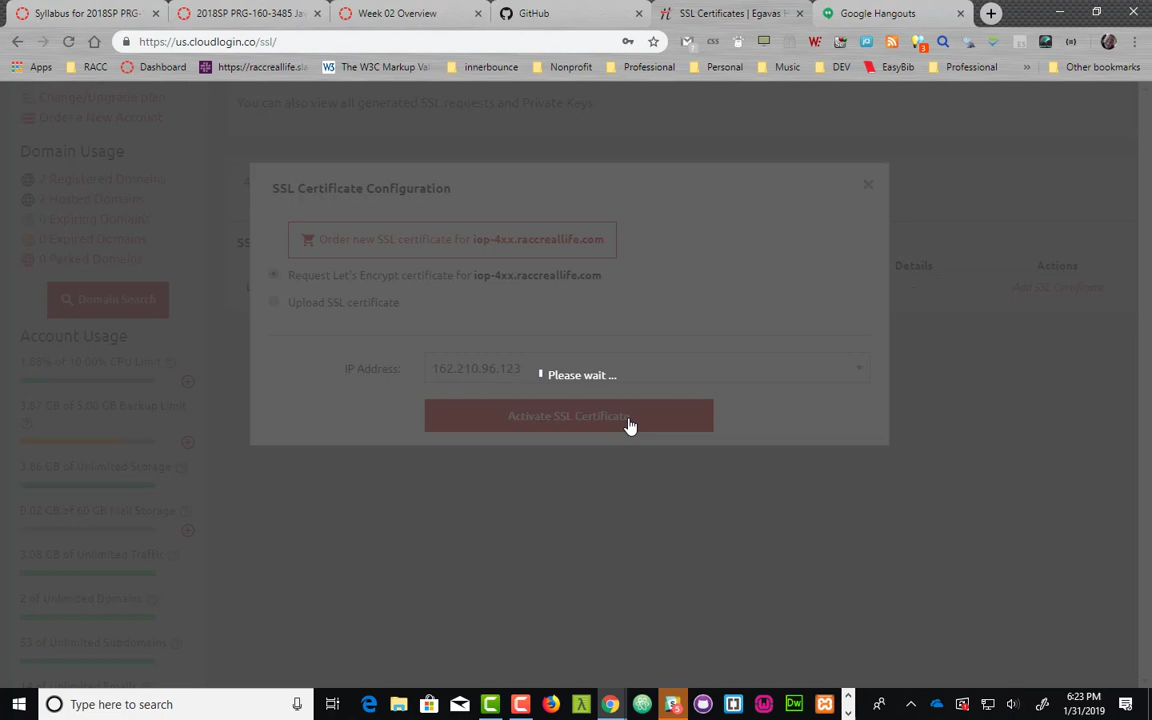 Syllabus for 2018SP PRG-
2018SP PRG-160-3485 Ja
Week 02 Overview
GitHub
SSL Certificates | Egavas H
Google Hangouts
https://us.cloudlogin.co/ssl/
Apps
RACC
Dashboard
https://raccreallife.sla
The W3C Markup Val
innerbounce
Nonprofit
Professional
Personal
Music
DEV
EasyBib
Professional
Other bookmarks
Change/Upgrade plan
Order a New Account
You can also view all generated SSL requests and Private Keys.
Domain Usage
2 Registered Domains
2 Hosted Domains
0 Expiring Domains
0 Expired Domains
0 Parked Domains
Domain Search
Account Usage
1.88% of 10.00% CPU Limit
3.67 GB of 5.00 GB Backup Limit
3.86 GB of Unlimited Storage
0.02 GB of 60 GB Mail Storage
3.08 GB of Unlimited Traffic
2 of Unlimited Domains
53 of Unlimited Subdomains
Unlimited Emails
SSL Certificate Configuration
Order new SSL certificate for iop-4xx.raccreallife.com
Request Let's Encrypt certificate for iop-4xx.raccreallife.com
Upload SSL certificate
IP Address:
162.210.96.123
Please wait ...
Activate SSL Certificate
Details
Actions
Add SSL Certificate
Type here to search
6:23 PM
1/31/2019